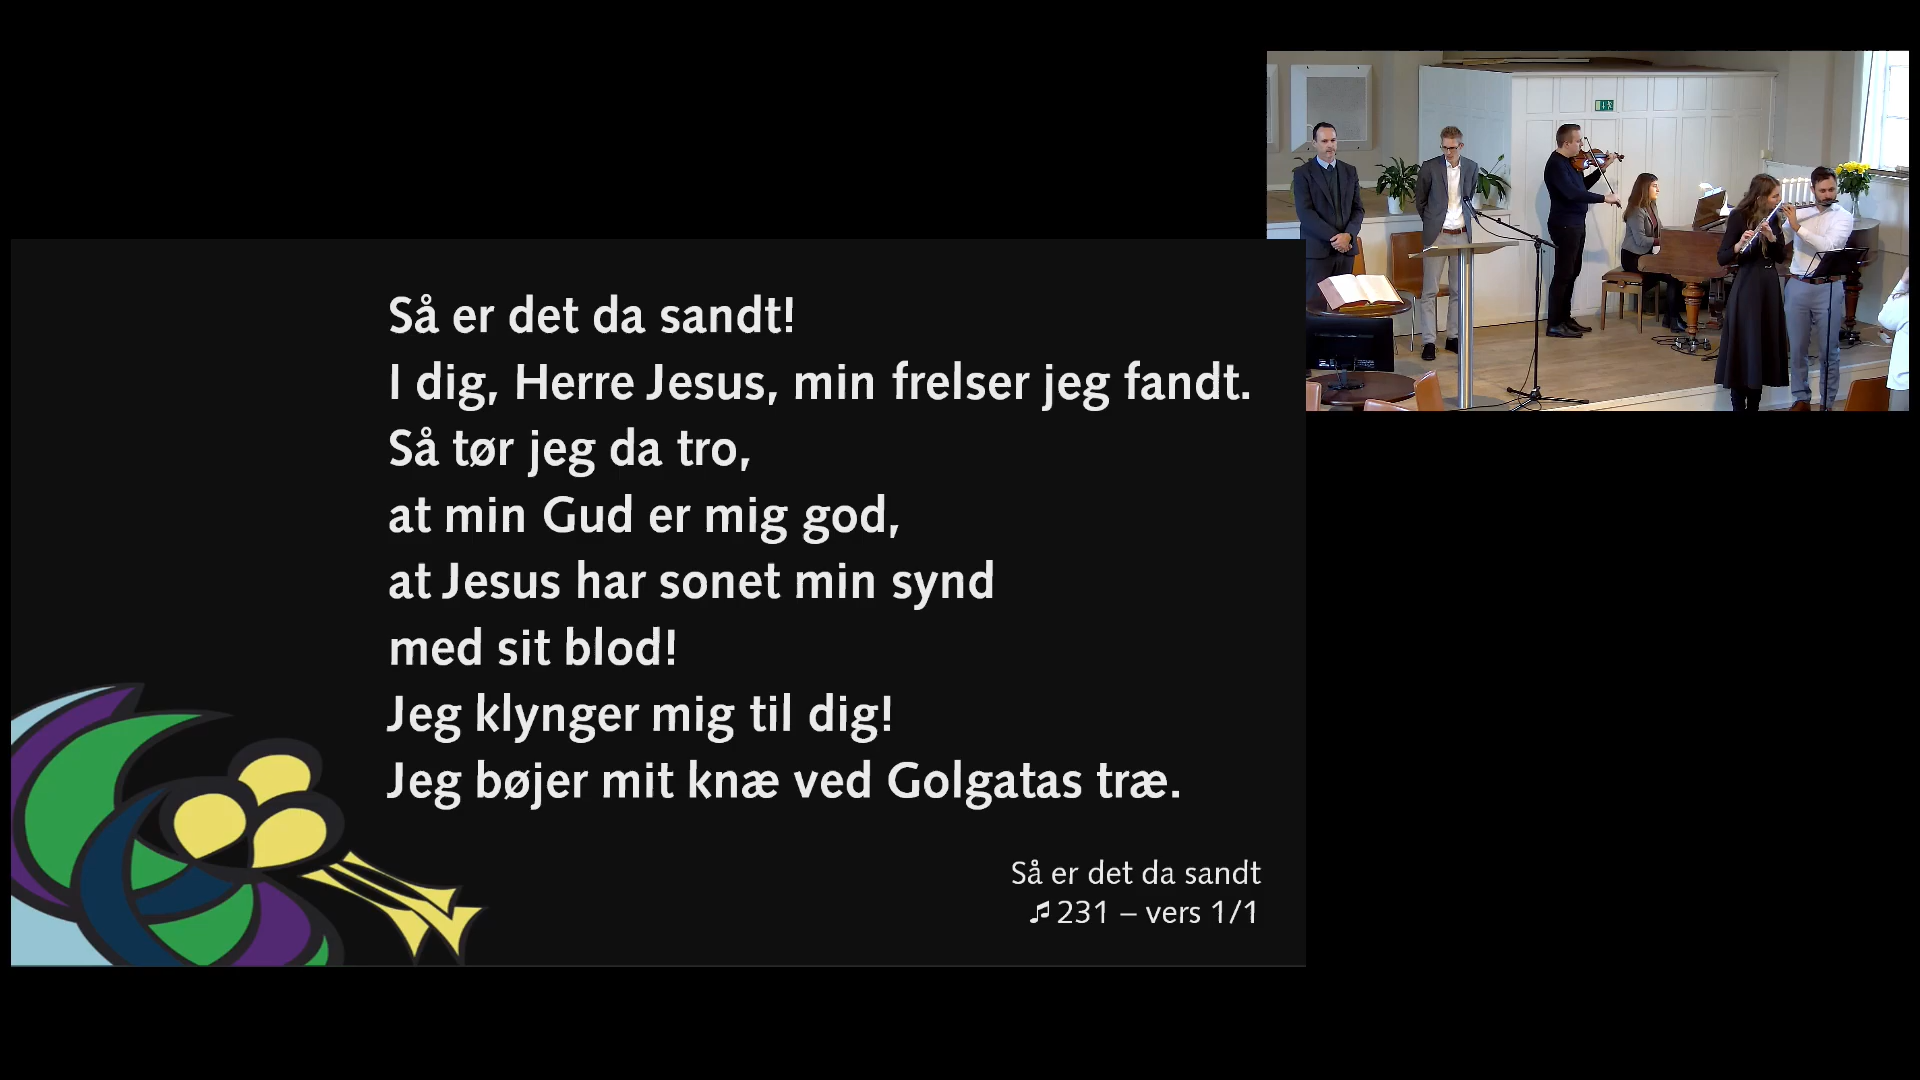 Så er det da sandt!
I dig, Herre Jesus, min frelser jeg fandt.
Så tør jeg da tro,
at min Gud er mig god,
at Jesus har sonet min synd
med sit blod!
Jeg klynger mig til dig!
Jeg bøjer mit knæ ved Golgatas træ.
Så er det da sandt
♫ 231 – vers 1/1